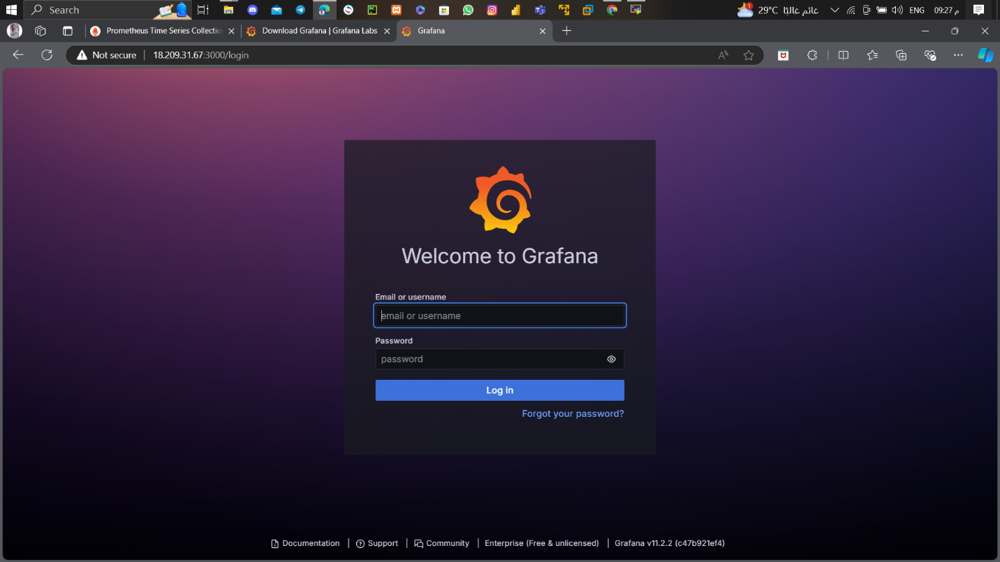 Search
29°C غائم غالبًا
ENG
09:27 م
Prometheus Time Series Collectio
Download Grafana | Grafana Labs
Grafana
Not secure
18.209.31.67:3000/login
Welcome to Grafana
Email or username
email or username
Password
password
Log in
Forgot your password?
Documentation | Support | Community | Enterprise (Free & unlicensed) | Grafana v11.2.2 (c47b921ef4)